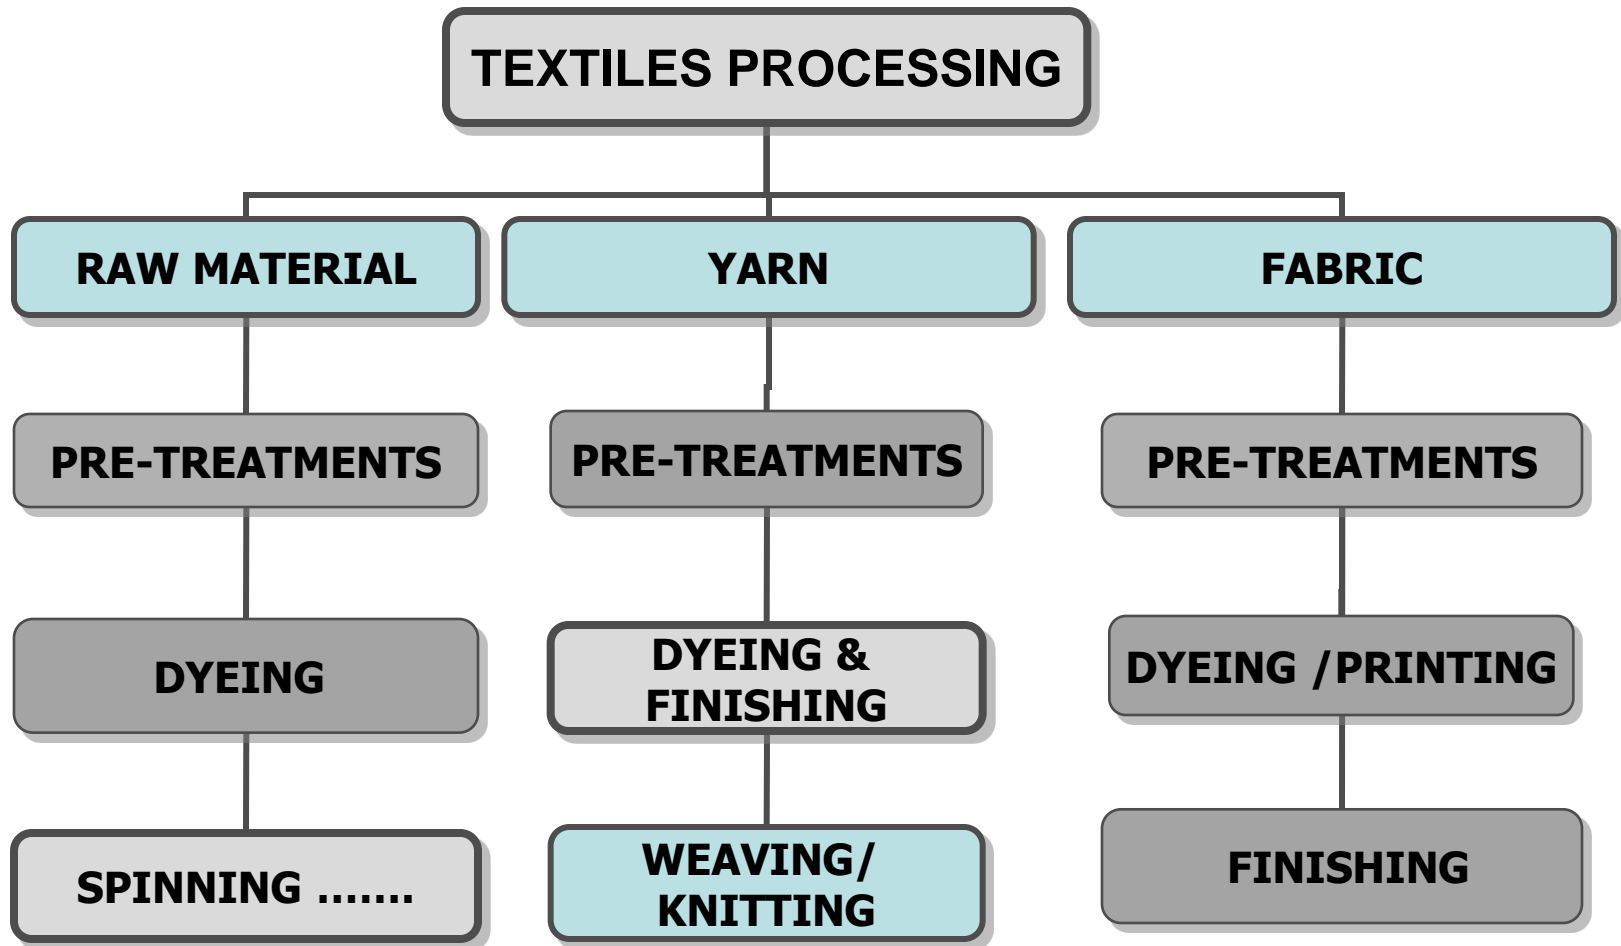 TEXTILES PROCESSING
RAW MATERIAL
YARN
FABRIC
PRE-TREATMENTS
PRE-TREATMENTS
PRE-TREATMENTS
DYEING
DYEING &
FINISHING
DYEING /PRINTING
SPINNING .......
WEAVING/
KNITTING
FINISHING